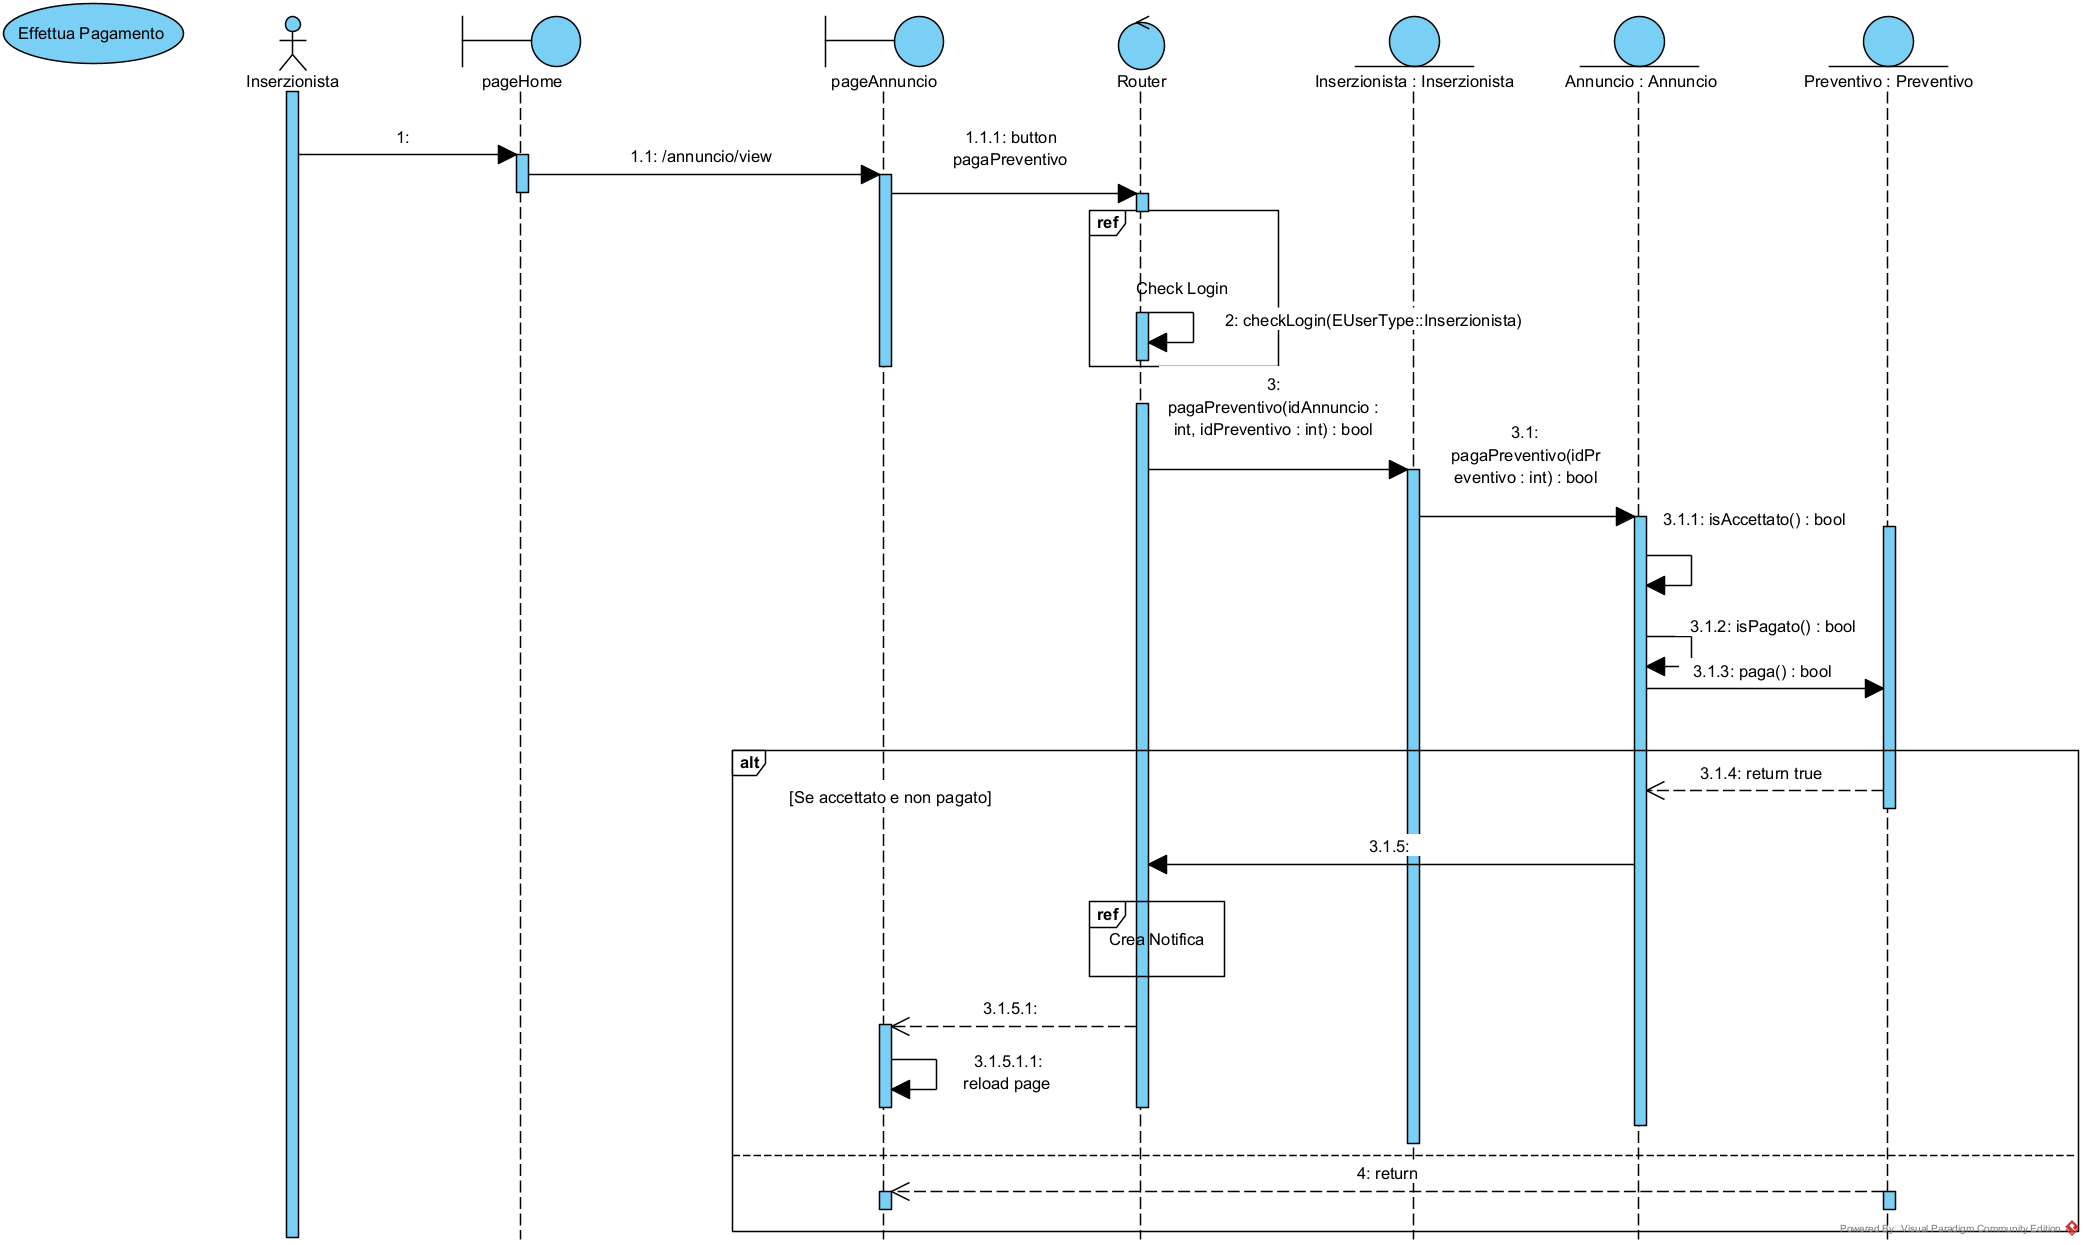 Effettua Pagamento
Inserzionista
pageHome
pageAnnuncio
Router
Inserzionista : Inserzionista
Annuncio : Annuncio
Preventivo : Preventivo
1:
1.1: /annuncio/view
1.1.1: button
pagaPreventivo
ref
Check Login
2: checkLogin(EUserType::Inserzionista)
3:
pagaPreventivo(idAnnuncio :
int, idPreventivo : int) : bool
3.1:
pagaPreventivo(idPr
eventivo : int) : bool
3.1.1: isAccettato() : bool
3.1.2: isPagato() : bool
3.1.3: paga() : bool
alt
[Se accettato e non pagato]
3.1.4: return true
3.1.5:
ref
Crea Notifica
3.1.5.1:
3.1.5.1.1:
reload page
4: return
Powered By Visual Paradigm Community Edition